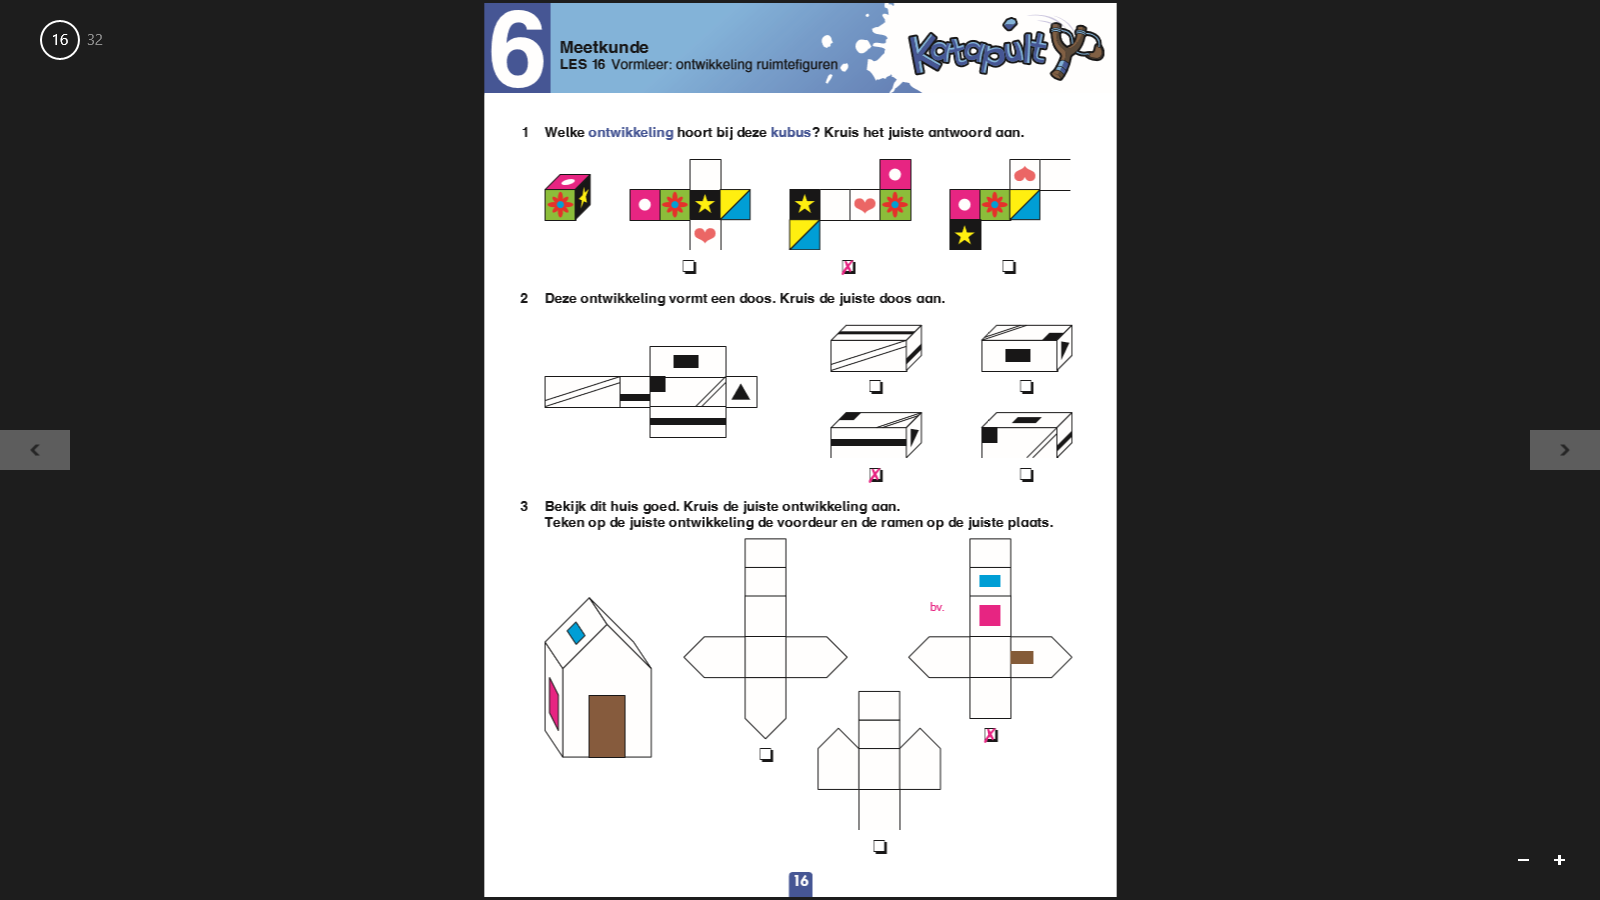 16 32
6
Meetkunde
LES 16 Vormleer: ontwikkeling ruimtefiguren
Katapult
1 Welke ontwikkeling hoort bij deze kubus? Kruis het juiste antwoord aan.
X
2 Deze ontwikkeling vormt een doos. Kruis de juiste doos aan.
X
3 Bekijk dit huis goed. Kruis de juiste ontwikkeling aan.
Teken op de juiste ontwikkeling de voordeur en de ramen op de juiste plaats.
bv.
X
16